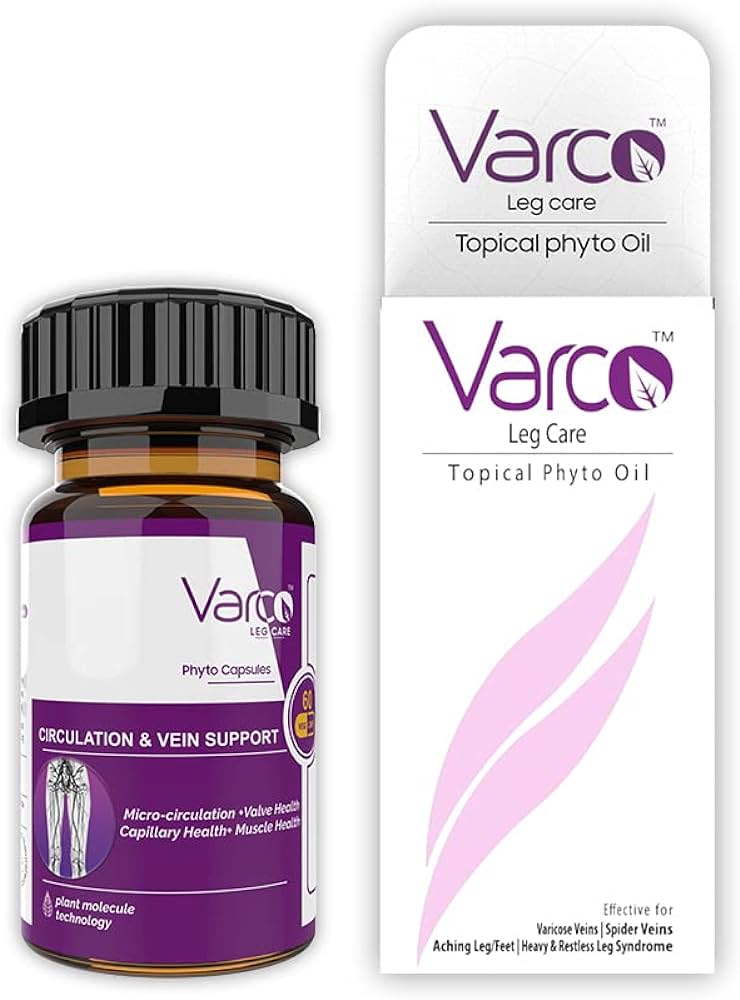 Varco™
Leg care
Topical phyto Oil
Varco™
Leg Care
Topical Phyto Oil
Effective for
Varicose Veins | Spider Veins
Aching Leg/Feet | Heavy & Restless Leg Syndrome
Varco™
LEG CARE
Phyto Capsules
60
VEG
CIRCULATION & VEIN SUPPORT
Micro-circulation • Valve Health
Capillary Health • Muscle Health
plant molecule
technology